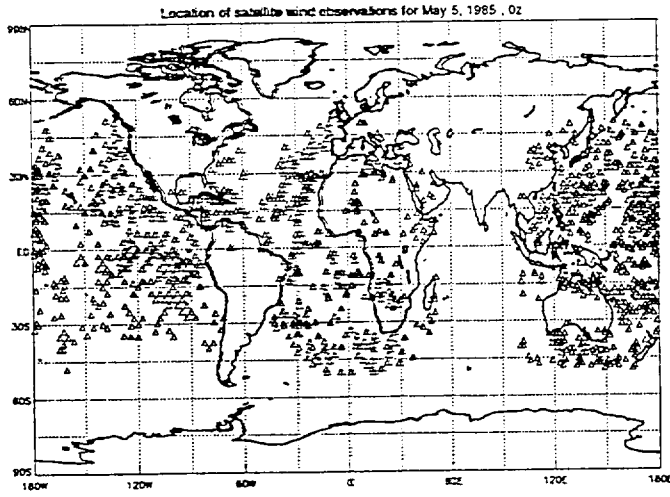 Location of satellite wind observations for May 5, 1985 , 0z
90N
60N
30N
EQ
30S
60S
90S
180W 120W 60W 0 60E 120E 180E